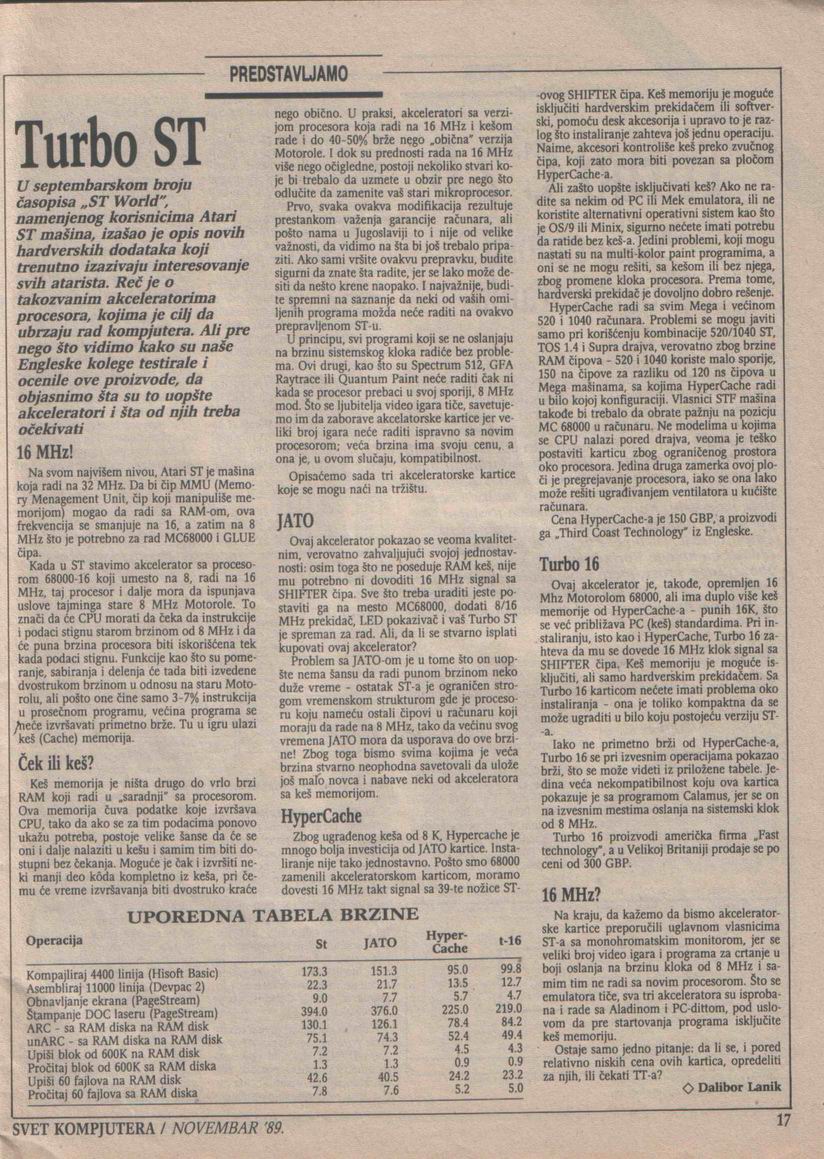 PREDSTAVLJAMO
Turbo ST
U septembarskom broju
časopisa „ST World”,
namenjenog korisnicima Atari
ST mašina, izašao je opis novih
hardverskih dodataka koji
trenutno izazivaju interesovanje
svih atarista. Reč je o
takozvanim akceleratorima
procesora, kojima je cilj da
ubrzaju rad kompjutera. Ali pre
nego što vidimo kako su naše
Engleske kolege testirale i
ocenile ove proizvode, da
objasnimo šta su to uopšte
akceleratori i šta od njih treba
očekivati
16 MHz!
Na svom najvišem nivou, Atari ST je mašina
koja radi na 32 MHz. Da bi čip MMU (Memo-
ry Menagement Unit, čip koji manipuliše me-
morijom) mogao da radi sa RAM-om, ova
frekvencija se smanjuje na 16, a zatim na 8
MHz što je potrebno za rad MC68000 i GLUE
čipa.
Kada u ST stavimo akcelerator sa proceso-
rom 68000-16 koji umesto na 8, radi na 16
MHz, taj procesor i dalje mora da ispunjava
uslove tajminga stare 8 MHz Motorole. To
znači da će CPU morati da čeka da instrukcije
i podaci stignu starom brzinom od 8 MHz i da
će puna brzina procesora biti iskorišćena tek
kada podaci stignu. Funkcije kao što su pome-
ranje, sabiranja i delenja će tada biti izvedene
dvostrukom brzinom u odnosu na staru Moto-
rolu, ali pošto one čine samo 3-7% instrukcija
u prosečnom programu, većina programa se
neće izvršavati primetno brže. Tu u igru ulazi
keš (Cache) memorija.
Ček ili keš?
Keš memorija je ništa drugo do vrlo brzi
RAM koji radi u „saradnji” sa procesorom.
Ova memorija čuva podatke koje izvršava
CPU, tako da ako se za tim podacima ponovo
ukažu potreba, postoje velike šanse da će se
oni i dalje nalaziti u kešu i samim tim biti do-
stupni bez čekanja. Moguće je čak i izvršiti ne-
ki manji deo kôda kompletno iz keša, pri če-
mu će vreme izvršavanja biti dvostruko kraće
nego obično. U praksi, akceleratori sa verzi-
jom procesora koja radi na 16 MHz i kešom
rade i do 40-50% brže nego „obična” verzija
Motorole. I dok su prednosti rada na 16 MHz
više nego očigledne, postoji nekoliko stvari ko-
je bi trebalo da uzmete u obzir pre nego što
odlučite da zamenite vaš stari mikroprocesor.
Prvo, svaka ovakva modifikacija rezultuje
prestankom važenja garancije računara, ali
pošto nama u Jugoslaviji to i nije od velike
važnosti, da vidimo na šta bi još trebalo pripa-
ziti. Ako sami vršite ovakvu prepravku, budite
sigurni da znate šta radite, jer se lako može de-
siti da nešto krene naopako. I najvažnije, budi-
te spremni na saznanje da neki od vaših omi-
ljenih programa možda neće raditi na ovakvo
prepravljenom ST-u.
U principu, svi programi koji se ne oslanjaju
na brzinu sistemskog kloka radiće bez proble-
ma. Ovi drugi, kao što su Spectrum 512, GFA
Raytrace ili Quantum Paint neće raditi čak ni
kada se procesor prebaci u svoj sporiji, 8 MHz
mod. Što se ljubitelja video igara tiče, savetuje-
mo im da zaborave akcelatorske kartice jer ve-
liki broj igara neće raditi ispravno sa novim
procesorom; veća brzina ima svoju cenu, a
ona je, u ovom slučaju, kompatibilnost.
Opisaćemo sada tri akceleratorske kartice
koje se mogu naći na tržištu.
JATO
Ovaj akcelerator pokazao se veoma kvalitet-
nim, verovatno zahvaljujući svojoj jednostav-
nosti: osim toga što ne poseduje RAM keš, nije
mu potrebno ni dovoditi 16 MHz signal sa
SHIFTER čipa. Sve što treba uraditi jeste po-
staviti ga na mesto MC68000, dodati 8/16
MHz prekidač, LED pokazivač i vaš Turbo ST
je spreman za rad. Ali, da li se stvarno isplati
kupovati ovaj akcelerator?
Problem sa JATO-om je u tome što on uop-
šte nema šansu da radi punom brzinom neko
duže vreme - ostatak ST-a je ograničen stro-
gom vremenskom strukturom gde je proceso-
ru koju nameću ostali čipovi u računaru koji
moraju da rade na 8 MHz, tako da većinu svog
vremena JATO mora da usporava do ove brzi-
ne! Zbog toga bismo svima kojima je veća
brzina stvarno neophodna savetovali da ulože
još malo novca i nabave neki od akceleratora
sa keš memorijom.
HyperCache
Zbog ugrađenog keša od 8 K, Hypercache je
mnogo bolja investicija od JATO kartice. Insta-
liranje nije tako jednostavno. Pošto smo 68000
zamenili akceleratorskom karticom, moramo
dovesti 16 MHz takt signal sa 39-te nožice ST-
-ovog SHIFTER čipa. Keš memoriju je moguće
isključiti hardverskim prekidačem ili softver-
ski, pomoću desk akcesorija i upravo to je raz-
log što instaliranje zahteva još jednu operaciju.
Naime, akcesori kontroliše keš preko zvučnog
čipa, koji zato mora biti povezan sa pločom
HyperCache-a.
Ali zašto uopšte isključivati keš? Ako ne ra-
dite sa nekim od PC ili Mek emulatora, ili ne
koristite alternativni operativni sistem kao što
je OS/9 ili Minix, sigurno nećete imati potrebu
da ratide bez keš-a. Jedini problemi, koji mogu
nastati su na multi-kolor paint programima, a
oni se ne mogu rešiti, sa kešom ili bez njega,
zbog promene kloka procesora. Prema tome,
hardverski prekidač je dovoljno dobro rešenje.
HyperCache radi sa svim Mega i većinom
520 i 1040 računara. Problemi se mogu javiti
samo pri korišćenju kombinacije 520/1040 ST,
TOS 1.4 i Supra drajva, verovatno zbog brzine
RAM čipova - 520 i 1040 koriste malo sporije,
150 na čipove za razliku od 120 ns čipova u
Mega mašinama, sa kojima HyperCache radi
u bilo kojoj konfiguraciji. Vlasnici STF mašina
takođe bi trebalo da obrate pažnju na poziciju
MC 68000 u računaru. Ne modelima u kojima
se CPU nalazi pored drajva, veoma je teško
postaviti karticu zbog ograničenog prostora
oko procesora. Jedina druga zamerka ovoj plo-
či je pregrejavanje procesora, iako se ona lako
može rešiti ugrađivanjem ventilatora u kućište
računara.
Cena HyperCache-a je 150 GBP, a proizvodi
ga „Third Coast Technology” iz Engleske.
Turbo 16
Ovaj akcelerator je, takođe, opremljen 16
Mhz Motorolom 68000, ali ima duplo više keš
memorije od HyperCache-a - punih 16K, što
se već približava PC (keš) standardima. Pri in-
staliranju, isto kao i HyperCache, Turbo 16 za-
hteva da mu se dovede 16 MHz klok signal sa
SHIFTER čipa. Keš memoriju je moguće is-
ključiti, ali samo hardverskim prekidačem. Sa
Turbo 16 karticom nećete imati problema oko
instaliranja - ona je toliko kompaktna da se
može ugraditi u bilo koju postojeću verziju ST-
-a.
Iako ne primetno brži od HyperCache-a,
Turbo 16 se pri izvesnim operacijama pokazao
brži, što se može videti iz priložene tabele. Je-
dina veća nekompatibilnost koju ova kartica
pokazuje je sa programom Calamus, jer se on
na izvesnim mestima oslanja na sistemski klok
od 8 MHz.
Turbo 16 proizvodi američka firma „Fast
technology”, a u Velikoj Britaniji prodaje se po
ceni od 300 GBP.
16 MHz?
Na kraju, da kažemo da bismo akcelerator-
ske kartice preporučili uglavnom vlasnicima
ST-a sa monohromatskim monitorom, jer se
veliki broj video igara i programa za crtanje u
boji oslanja na brzinu kloka od 8 MHz i sa-
mim tim ne radi sa novim procesorom. Što se
emulatora tiče, sva tri akceleratora su isproba-
na i rade sa Aladinom i PC-dittom, pod uslo-
vom da pre startovanja programa isključite
keš memoriju.
Ostaje samo jedno pitanje: da li se, i pored
relativno niskih cena ovih kartica, opredeliti
za njih, ili čekati TT-a?
◇ Dalibor Lanik
UPOREDNA TABELA BRZINE
Operacija St JATO Hyper-Cache t-16
Kompajliraj 4400 linija (Hisoft Basic) 173.3 151.3 95.0 99.8
Asembliraj 11000 linija (Devpac 2) 22.3 21.7 13.5 12.7
Obnavljanje ekrana (PageStream) 9.0 7.7 5.7 4.7
Štampanje DOC laseru (PageStream) 394.0 376.0 225.0 219.0
ARC - sa RAM diska na RAM disk 130.1 126.1 78.4 84.2
unARC - sa RAM diska na RAM disk 75.1 74.3 52.4 49.4
Upiši blok od 600K na RAM disk 7.2 7.2 4.5 4.3
Pročitaj blok od 600K sa RAM diska 1.3 1.3 0.9 0.9
Upiši 60 fajlova na RAM disk 42.6 40.5 24.2 23.2
Pročitaj 60 fajlova sa RAM diska 7.8 7.6 5.2 5.0
SVET KOMPJUTERA / NOVEMBAR '89.
17